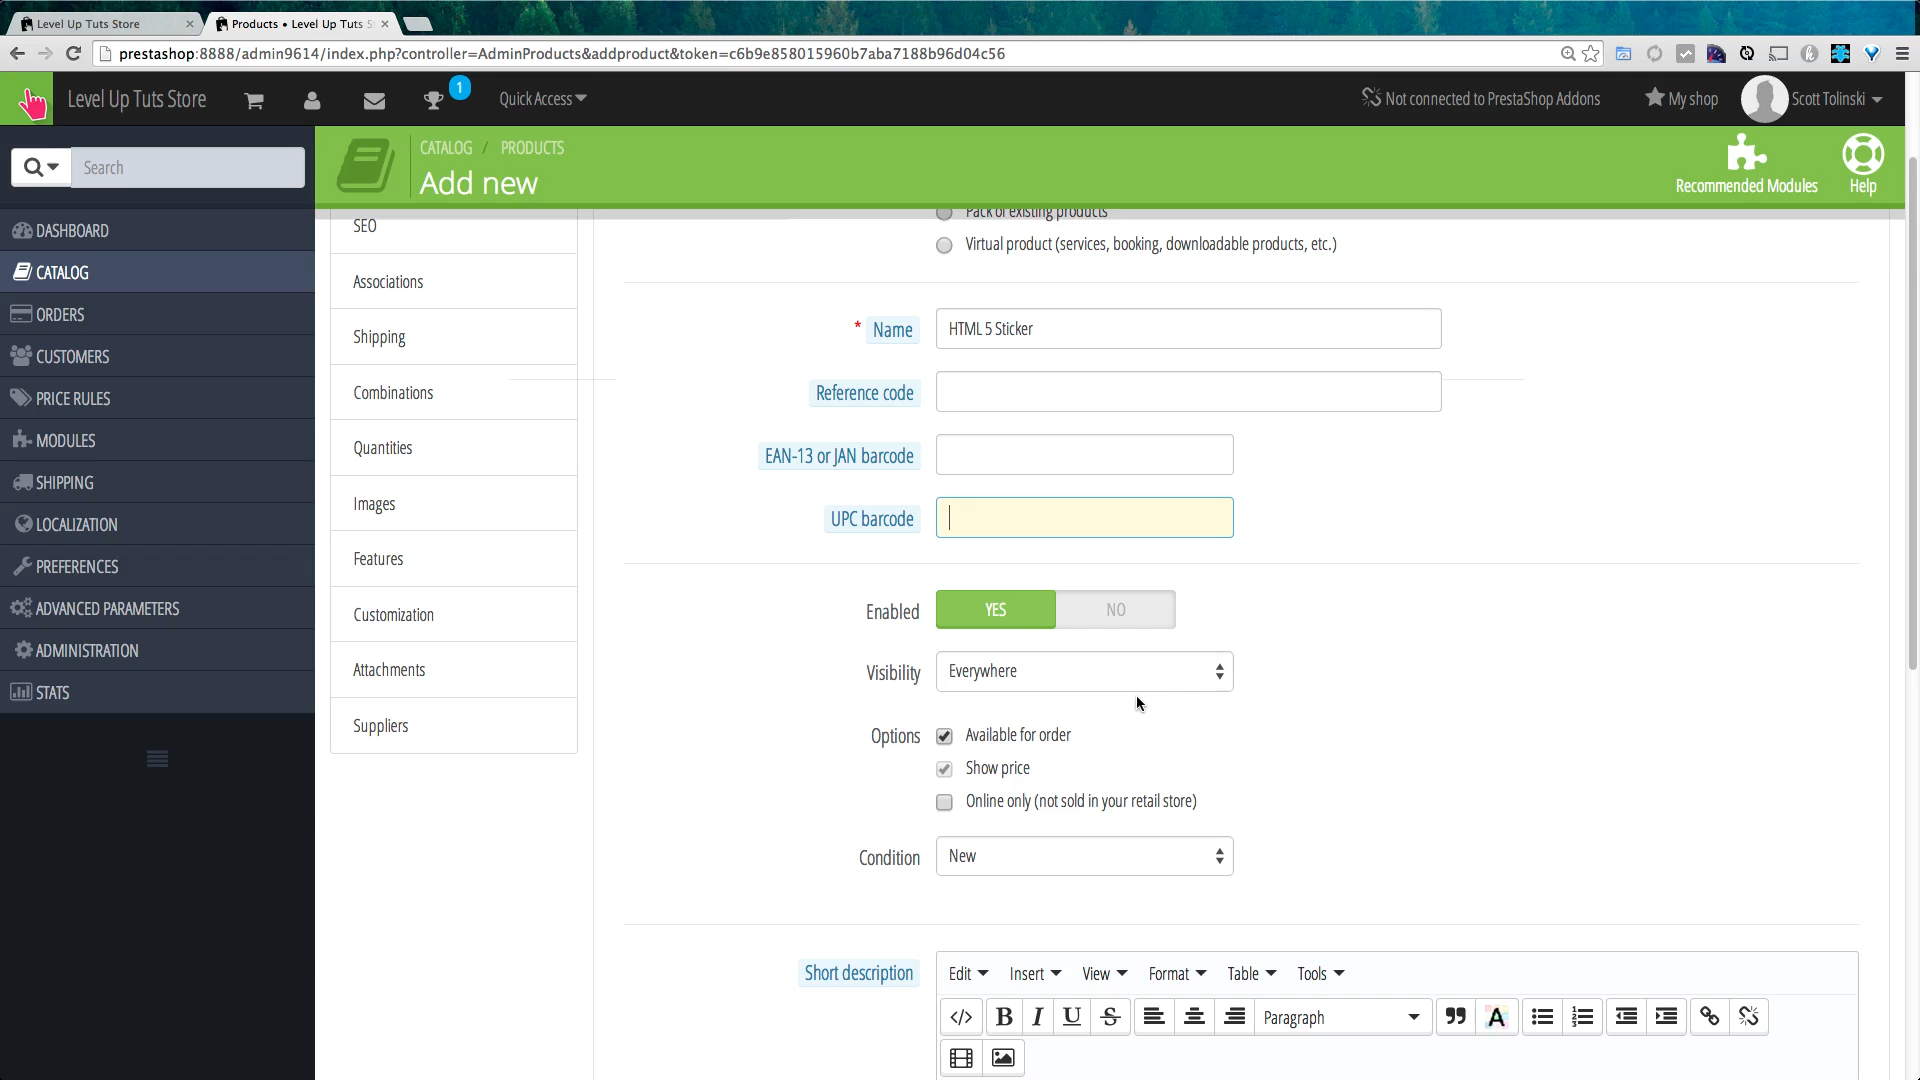 Level Up Tuts Store
Products • Level Up Tuts S
prestashop:8888/admin9614/index.php?controller=AdminProducts&addproduct&token=c6b9e858015960b7aba7188b96d04c56
Level Up Tuts Store
1
Quick Access
Not connected to PrestaShop Addons
My shop
Scott Tolinski
Search
CATALOG / PRODUCTS
Add new
Recommended Modules
Help
DASHBOARD
CATALOG
ORDERS
CUSTOMERS
PRICE RULES
MODULES
SHIPPING
LOCALIZATION
PREFERENCES
ADVANCED PARAMETERS
ADMINISTRATION
STATS
SEO
Associations
Shipping
Combinations
Quantities
Images
Features
Customization
Attachments
Suppliers
Pack of existing products
Virtual product (services, booking, downloadable products, etc.)
* Name HTML 5 Sticker
Reference code
EAN-13 or JAN barcode
UPC barcode
Enabled YES NO
Visibility Everywhere
Options Available for order
Show price
Online only (not sold in your retail store)
Condition New
Short description Edit Insert View Format Table Tools
B I U S Paragraph A